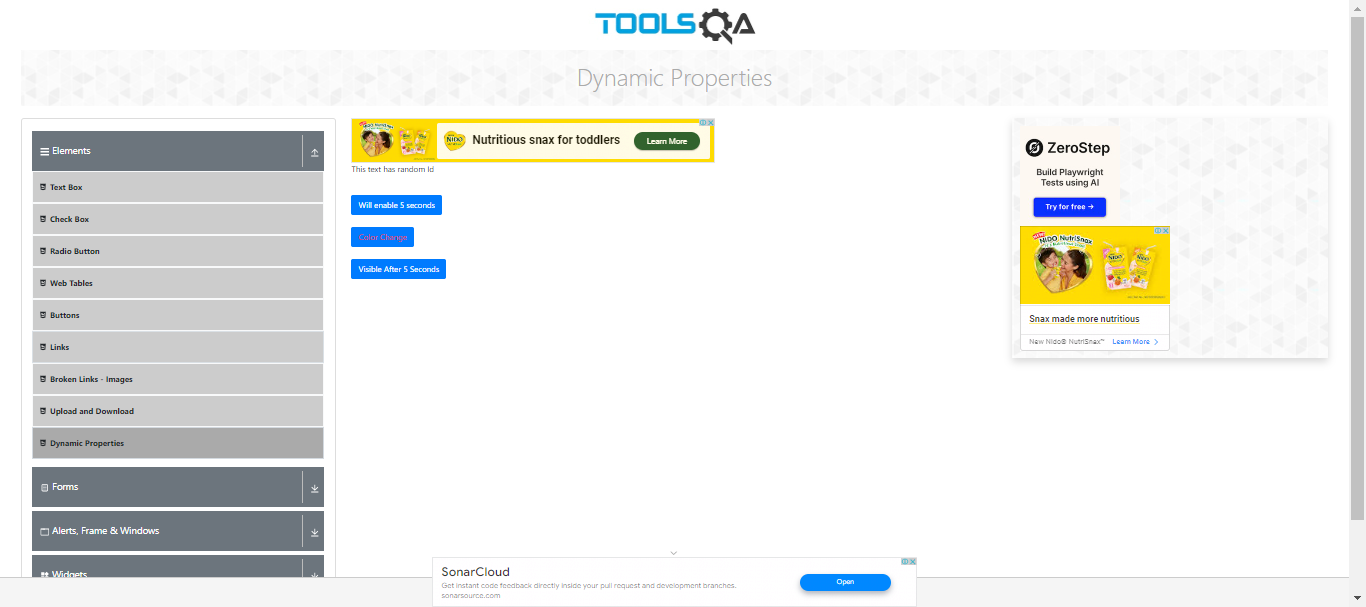 TOOLSQA
Dynamic Properties
Elements
Text Box
Check Box
Radio Button
Web Tables
Buttons
Links
Broken Links - Images
Upload and Download
Dynamic Properties
Forms
Alerts, Frame & Windows
Widgets
NIDO
Nutritious snax for toddlers
Learn More
This text has random Id
Will enable 5 seconds
Color Change
Visible After 5 Seconds
ZeroStep
Build Playwright
Tests using AI
Try for free →
NEW
NIDO NutriSnax
Snax made more nutritious
New Nido® NutriSnax™ Learn More
SonarCloud
Get instant code feedback directly inside your pull request and development branches.
sonarsource.com
Open